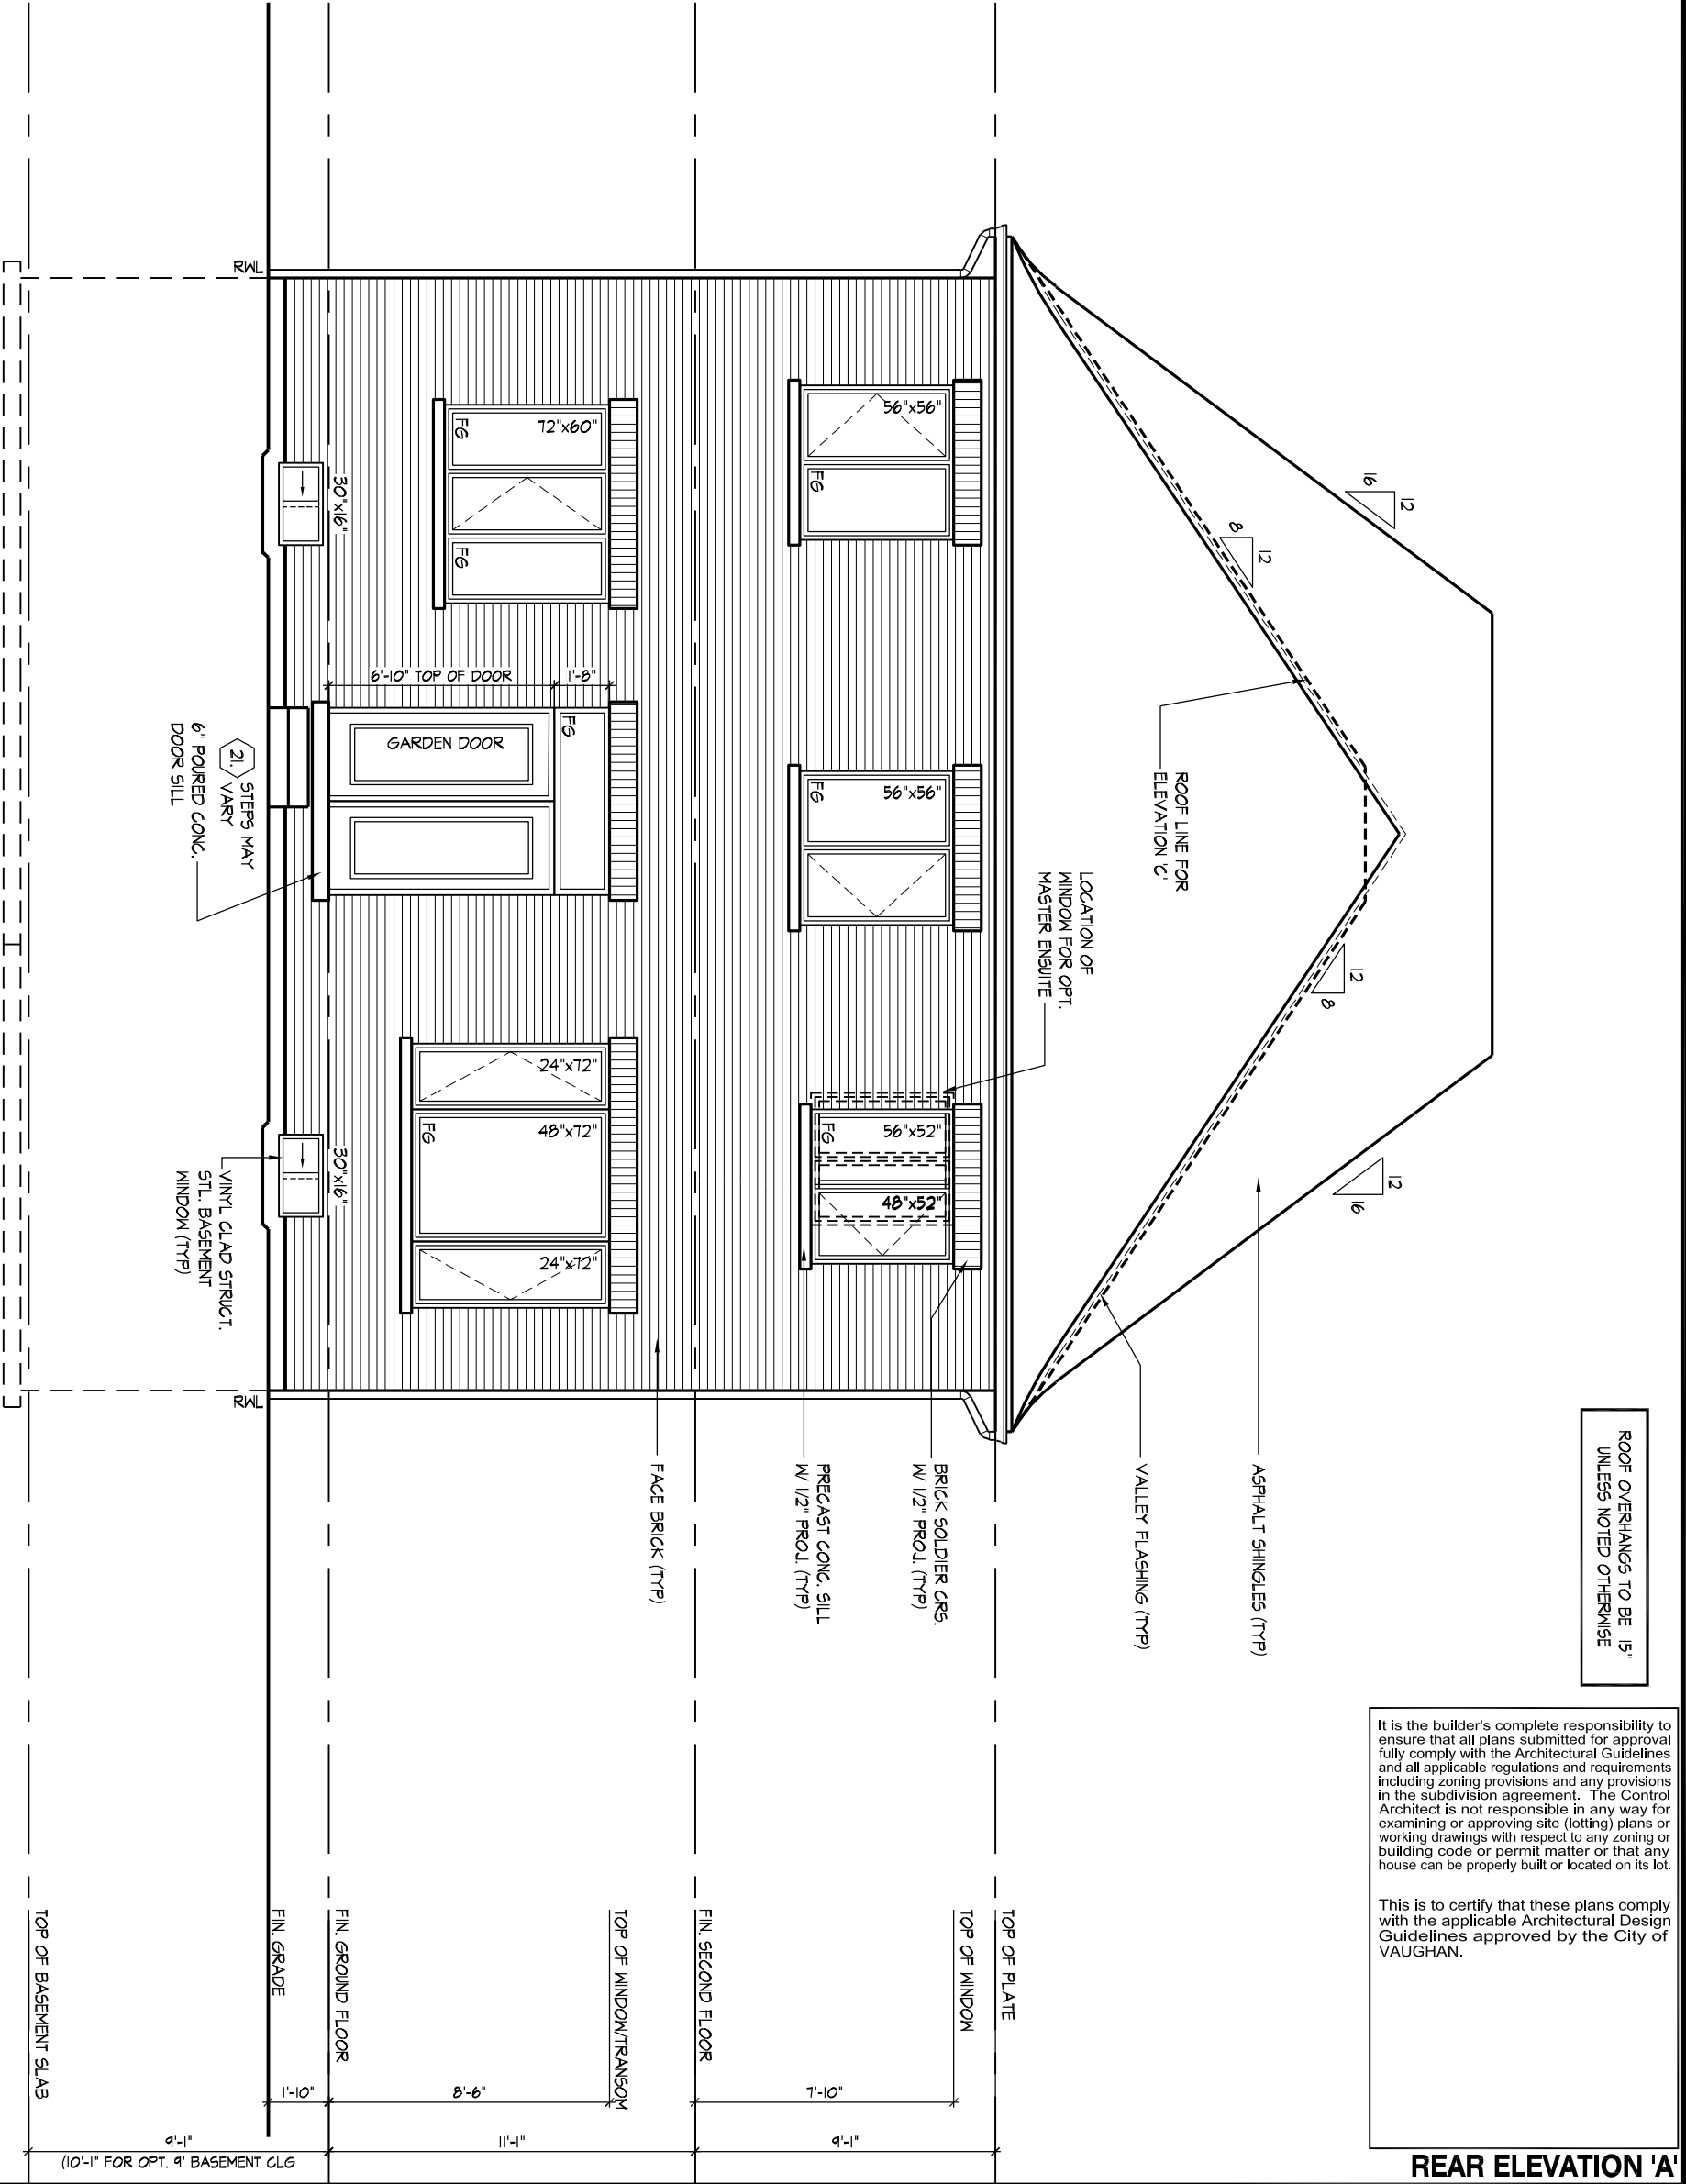 ROOF OVERHANGS TO BE 15"
UNLESS NOTED OTHERWISE
It is the builder's complete responsibility to
ensure that all plans submitted for approval
fully comply with the Architectural Guidelines
and all applicable regulations and requirements
including zoning provisions and any provisions
in the subdivision agreement. The Control
Architect is not responsible in any way for
examining or approving site (lotting) plans or
working drawings with respect to any zoning or
building code or permit matter or that any
house can be properly built or located on its lot.
This is to certify that these plans comply
with the applicable Architectural Design
Guidelines approved by the City of
VAUGHAN.
REAR ELEVATION 'A'
12
16
12
8
12
8
12
16
ROOF LINE FOR
ELEVATION 'C'
LOCATION OF
WINDOW FOR OPT.
MASTER ENSUITE
ASPHALT SHINGLES (TYP)
VALLEY FLASHING (TYP)
BRICK SOLDIER CRS.
W/ 1/2" PROJ. (TYP)
PRECAST CONC. SILL
W/ 1/2" PROJ. (TYP)
FACE BRICK (TYP)
56"x56"
FG
56"x56"
FG
56"x52"
FG
48"x52"
72"x60"
FG
FG
6'-10" TOP OF DOOR
1'-8"
FG
GARDEN DOOR
24"x72"
48"x72"
FG
24"x72"
30"x16"
30"x16"
RWL
RWL
21.
STEPS MAY
VARY
6" POURED CONC.
DOOR SILL
VINYL CLAD STRUCT.
STL. BASEMENT
WINDOW (TYP)
TOP OF PLATE
TOP OF WINDOW
FIN. SECOND FLOOR
TOP OF WINDOW/TRANSOM
FIN. GROUND FLOOR
FIN. GRADE
TOP OF BASEMENT SLAB
7'-10"
8'-6"
1'-10"
9'-1"
11'-1"
9'-1"
(10'-1" FOR OPT. 9' BASEMENT CLG